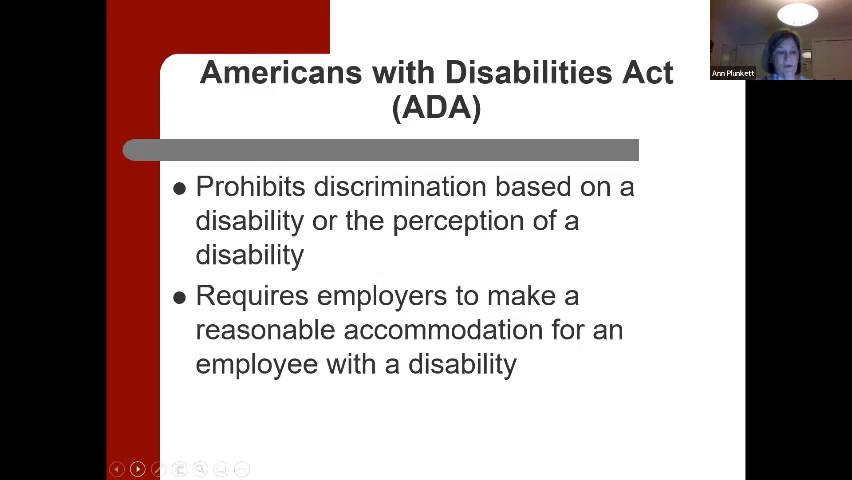 Americans with Disabilities Act
(ADA)
Ann Plunkett
● Prohibits discrimination based on a
disability or the perception of a
disability
● Requires employers to make a
reasonable accommodation for an
employee with a disability